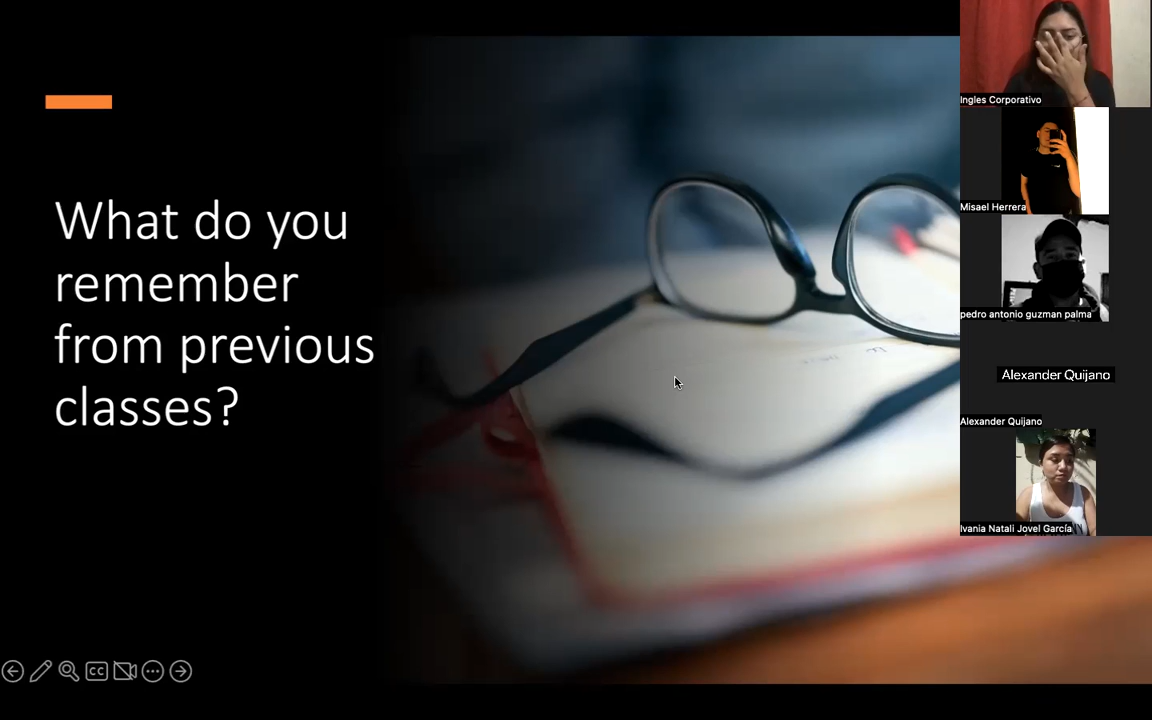 What do you
remember
from previous
classes?
Ingles Corporativo
Misael Herrera
pedro antonio guzman palma
Alexander Quijano
Alexander Quijano
Ivania Natali Jovel García
CC